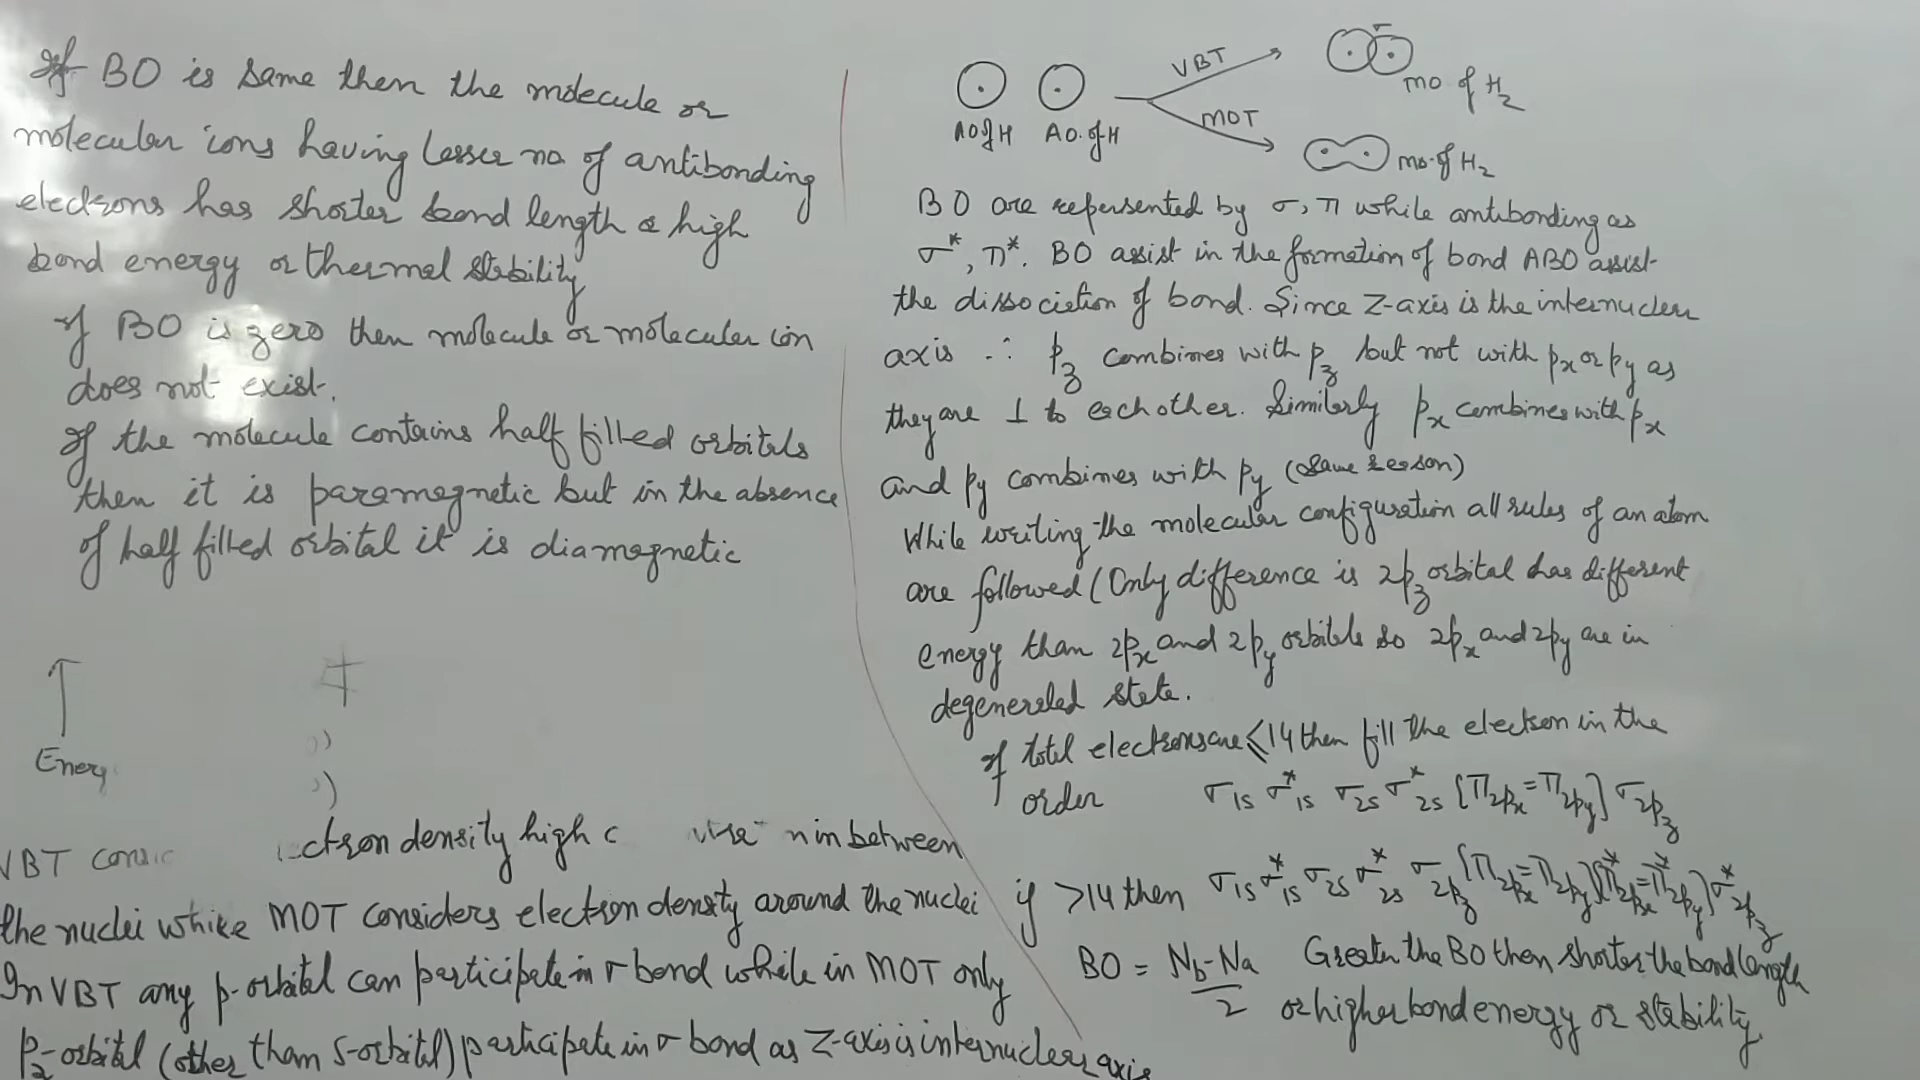 If BO is same then the molecule or
molecular ions having lesser no. of antibonding
electrons has shorter bond length & high
bond energy or thermal stability
If BO is zero then molecule or molecular ion
does not exist.
If the molecule contains half filled orbitals
then it is paramagnetic but in the absence
of half filled orbital it is diamagnetic
Energ
VBT consi ctron density high c n in between
the nuclei while MOT considers electron density around the nuclei
In VBT any p-orbital can participate in σ bond while in MOT only
Pz-orbital (other than S-orbital) participate in σ bond as Z-axis is internuclear axis
AO of H AO. of H
VBT
σ
mo. of H2
MOT
mo. of H2
BO are repersented by σ, π while antibonding as
σ*, π*. BO assist in the formation of bond ABO assist
the dissociation of bond. Since Z-axis is the internuclear
axis ∴ pz combines with pz but not with px or py as
they are ⊥ to each other. Similarly px combines with px
and py combines with py (same reason)
While writing the molecular configuration all rules of an atom
are followed (Only difference is 2pz orbital has different
energy than 2px and 2py orbitals so 2px and 2py are in
degenerated state.
If total electrons are ≤14 then fill the electron in the
order σ1s σ*1s σ2s σ*2s [π2px=π2py] σ2pz
if >14 then σ1s σ*1s σ2s σ*2s σ2pz [π2px=π2py][π*2px=π*2py] σ*2pz
BO = Nb-Na/2 Greater the BO then shorter the bond length
or higher bond energy or stability